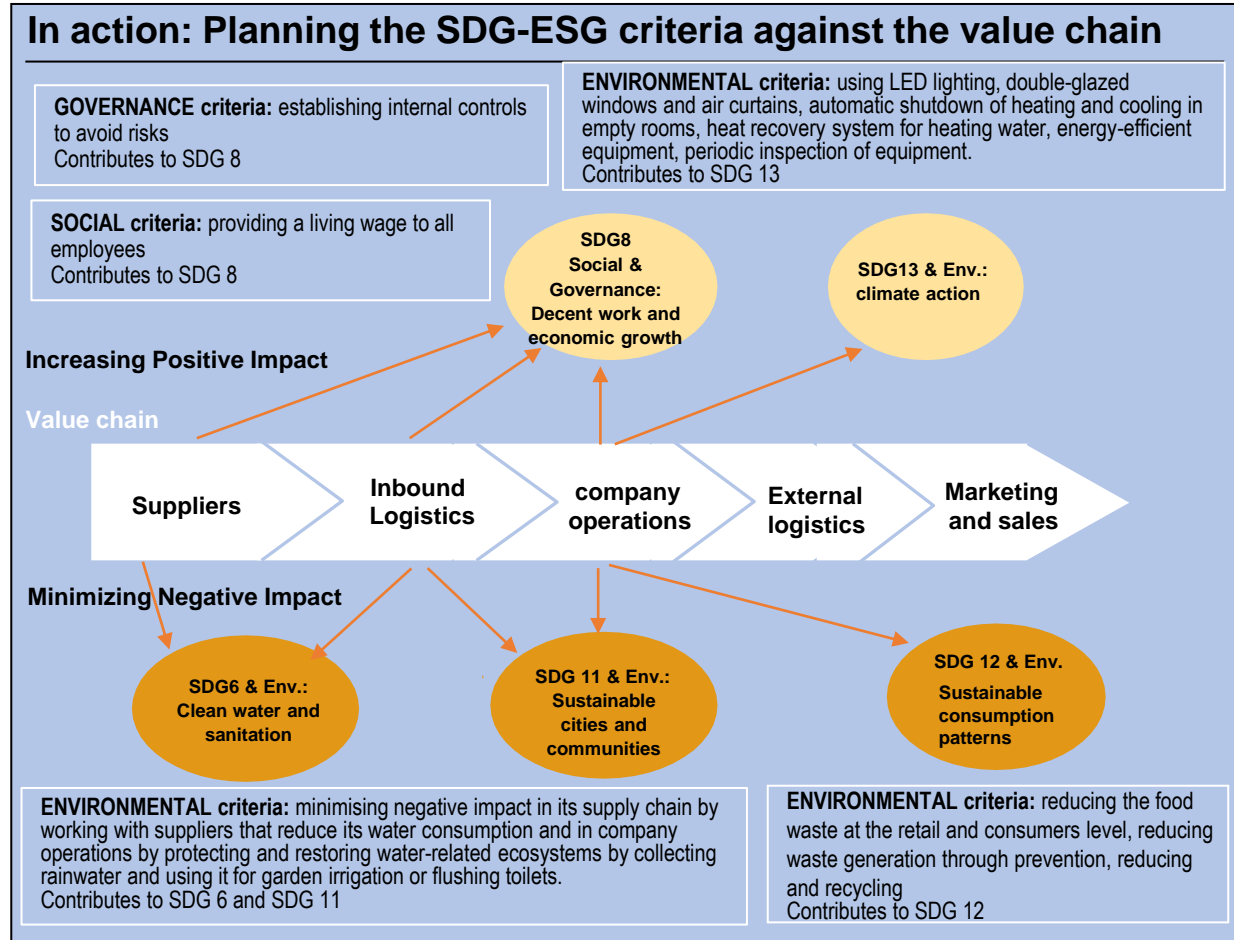 In action: Planning the SDG-ESG criteria against the value chain
GOVERNANCE criteria: establishing internal controls
to avoid risks
Contributes to SDG 8
ENVIRONMENTAL criteria: using LED lighting, double-glazed
windows and air curtains, automatic shutdown of heating and cooling in
empty rooms, heat recovery system for heating water, energy-efficient
equipment, periodic inspection of equipment.
Contributes to SDG 13
SOCIAL criteria: providing a living wage to all
employees
Contributes to SDG 8
SDG8
Social &
Governance:
Decent work and
economic growth
SDG13 & Env.:
climate action
Increasing Positive Impact
Value chain
Suppliers
Inbound
Logistics
company
operations
External
logistics
Marketing
and sales
Minimizing Negative Impact
SDG6 & Env.:
Clean water and
sanitation
SDG 11 & Env.:
Sustainable
cities and
communities
SDG 12 & Env.
Sustainable
consumption
patterns
ENVIRONMENTAL criteria: minimising negative impact in its supply chain by
working with suppliers that reduce its water consumption and in company
operations by protecting and restoring water-related ecosystems by collecting
rainwater and using it for garden irrigation or flushing toilets.
Contributes to SDG 6 and SDG 11
ENVIRONMENTAL criteria: reducing the food
waste at the retail and consumers level, reducing
waste generation through prevention, reducing
and recycling
Contributes to SDG 12